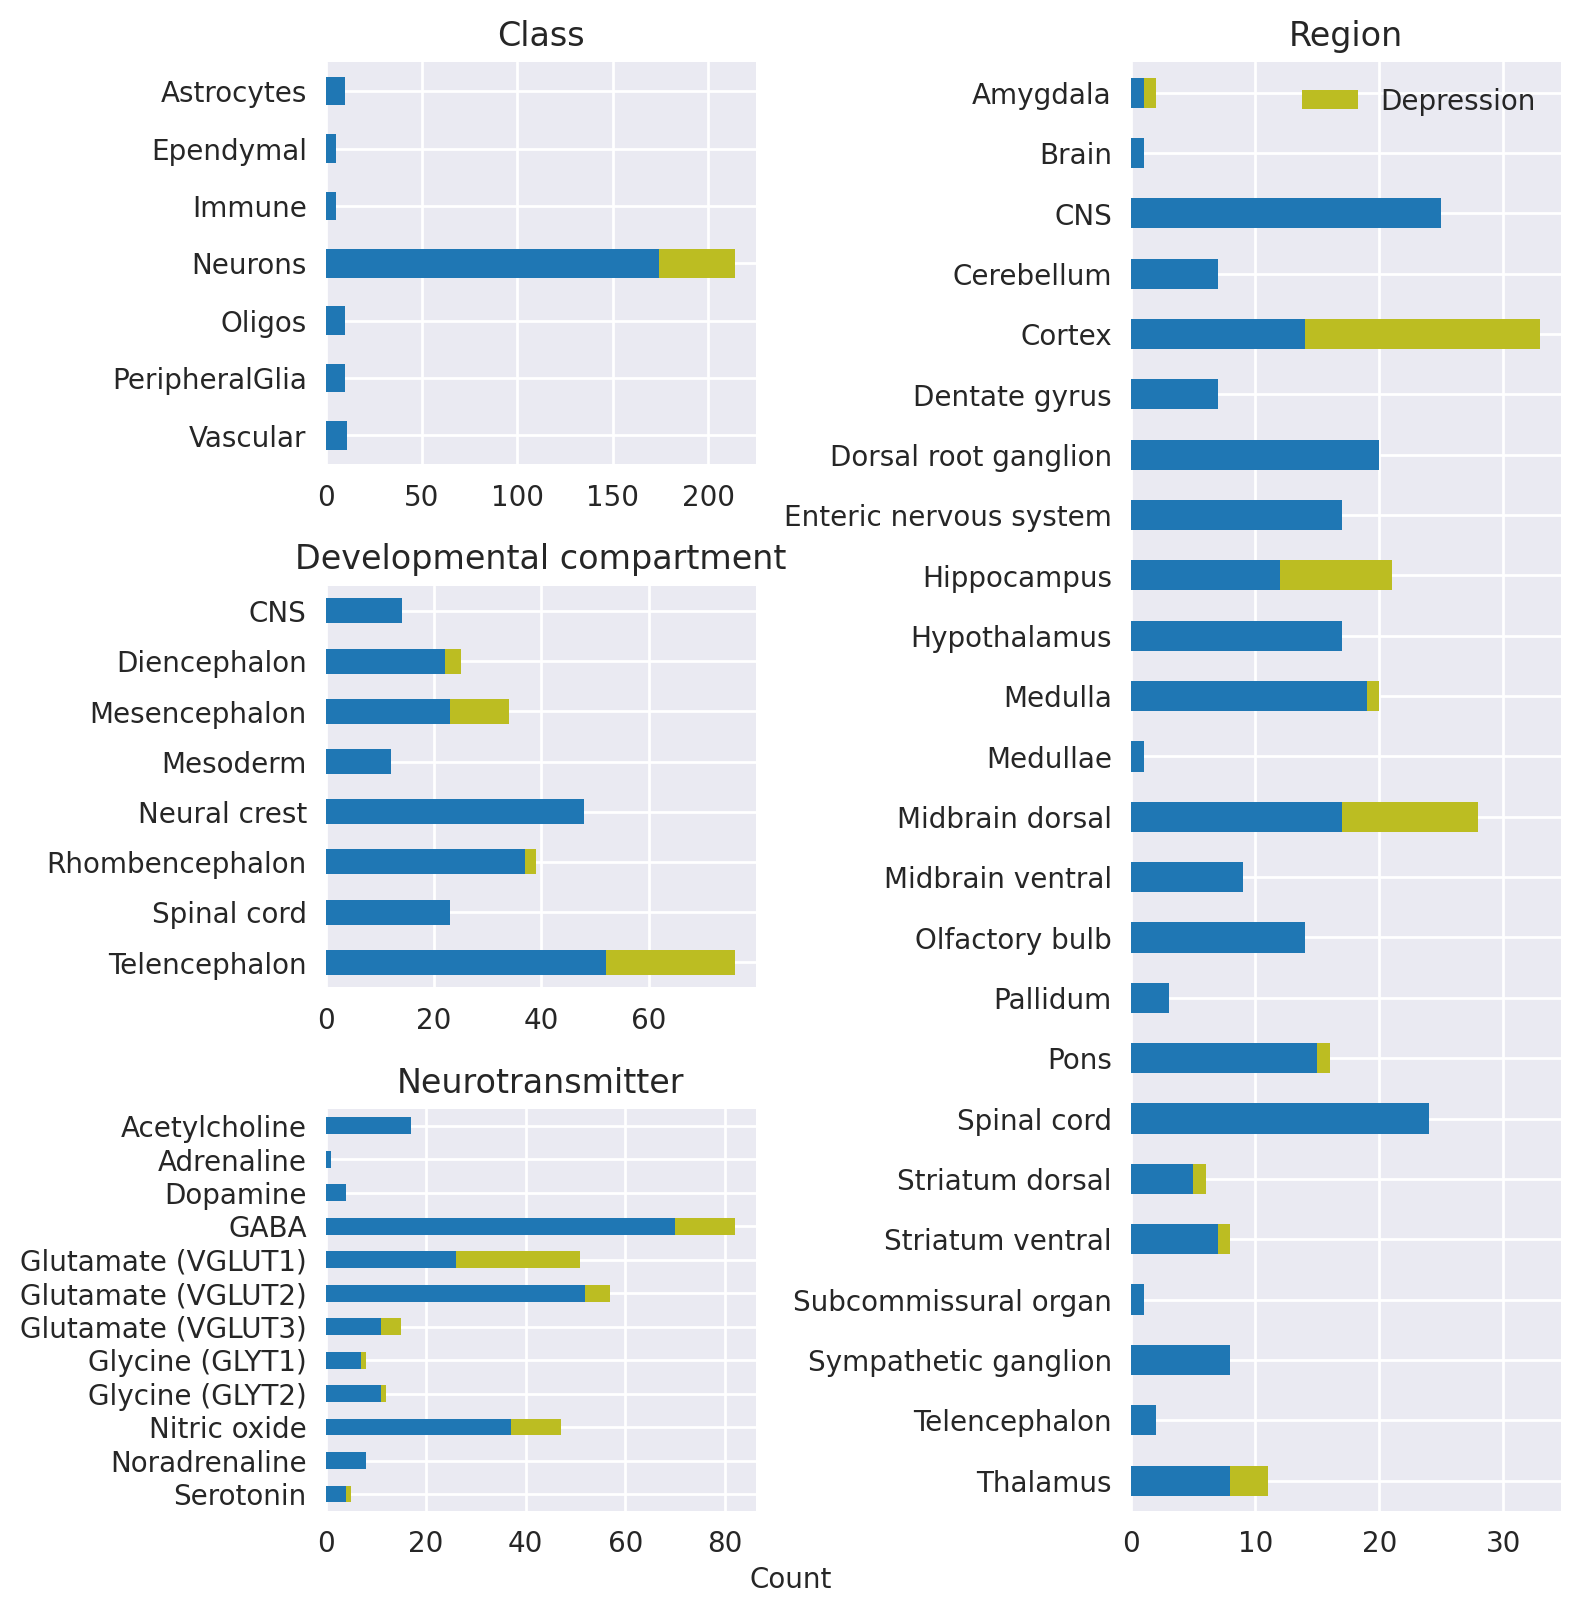 Class
Astrocytes
Ependymal
Immune
Neurons
Oligos
PeripheralGlia
Vascular
0 50 100 150 200
Developmental compartment
CNS
Diencephalon
Mesencephalon
Mesoderm
Neural crest
Rhombencephalon
Spinal cord
Telencephalon
0 20 40 60
Neurotransmitter
Acetylcholine
Adrenaline
Dopamine
GABA
Glutamate (VGLUT1)
Glutamate (VGLUT2)
Glutamate (VGLUT3)
Glycine (GLYT1)
Glycine (GLYT2)
Nitric oxide
Noradrenaline
Serotonin
0 20 40 60 80
Region
Depression
Amygdala
Brain
CNS
Cerebellum
Cortex
Dentate gyrus
Dorsal root ganglion
Enteric nervous system
Hippocampus
Hypothalamus
Medulla
Medullae
Midbrain dorsal
Midbrain ventral
Olfactory bulb
Pallidum
Pons
Spinal cord
Striatum dorsal
Striatum ventral
Subcommissural organ
Sympathetic ganglion
Telencephalon
Thalamus
0 10 20 30
Count